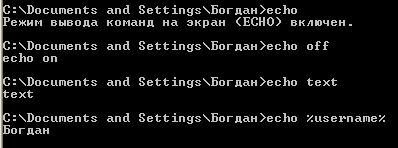 C:\Documents and Settings\Богдан>echo
Режим вывода команд на экран (ECHO) включен.
C:\Documents and Settings\Богдан>echo off
echo on
C:\Documents and Settings\Богдан>echo text
text
C:\Documents and Settings\Богдан>echo %username%
Богдан